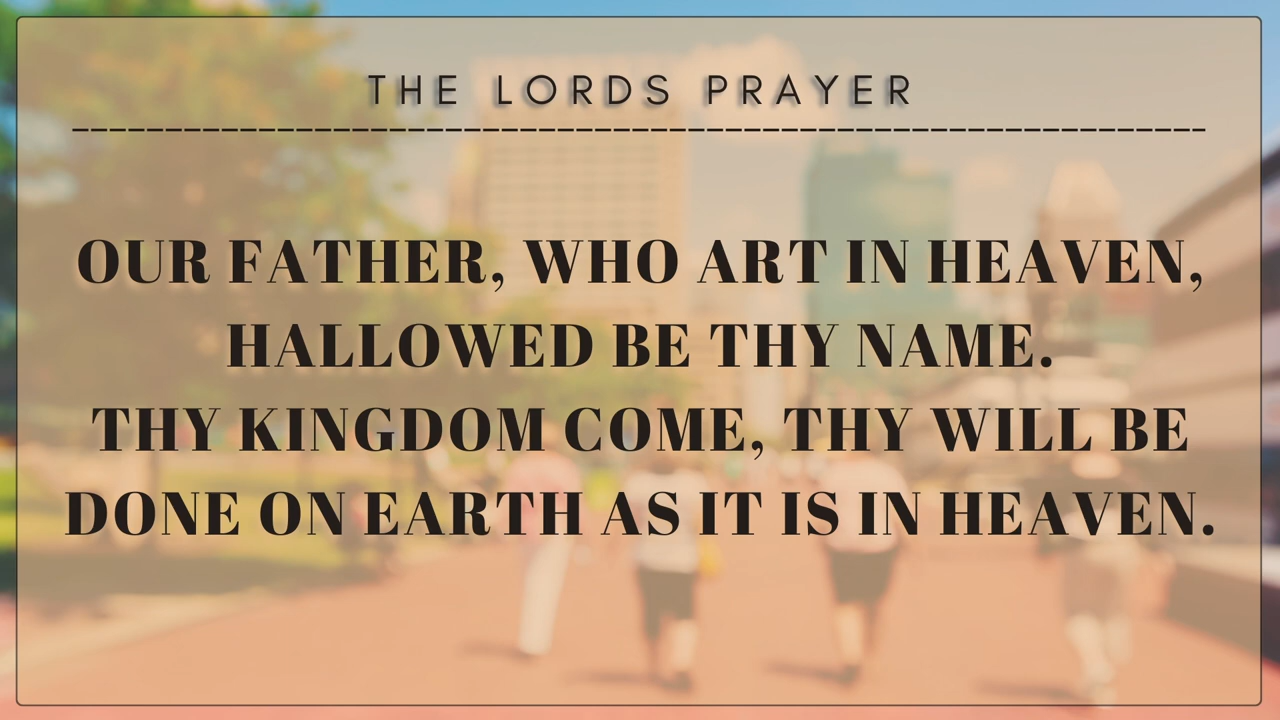 THE LORDS PRAYER
OUR FATHER, WHO ART IN HEAVEN,
HALLOWED BE THY NAME.
THY KINGDOM COME, THY WILL BE
DONE ON EARTH AS IT IS IN HEAVEN.